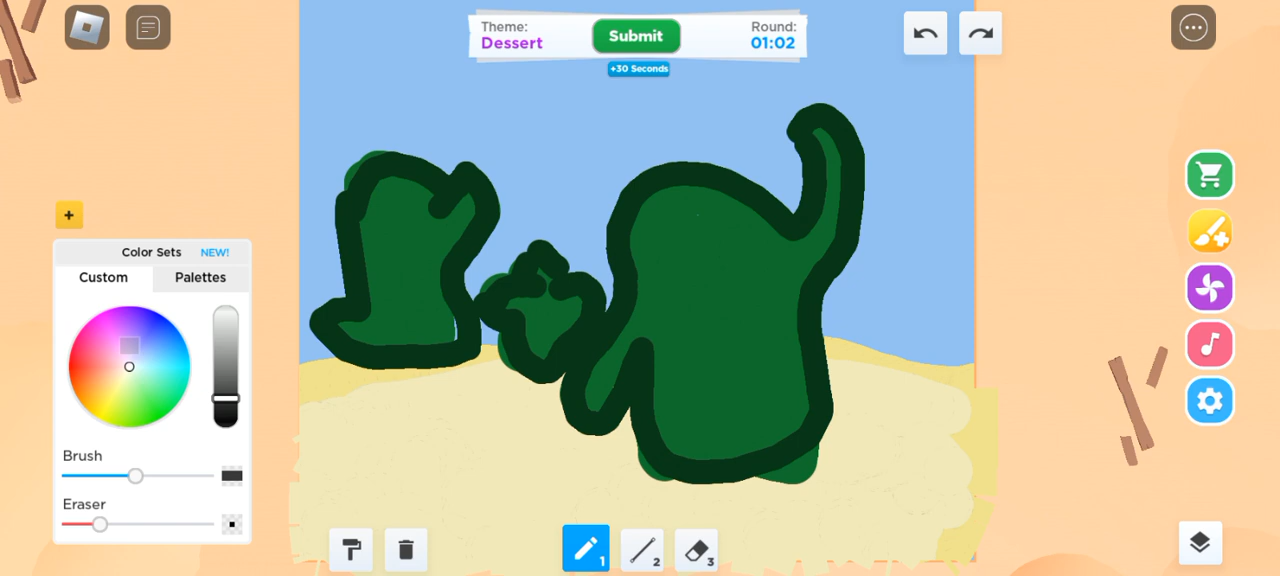 Theme:
Dessert
Submit
Round:
01:02
+30 Seconds
+
Color Sets NEW!
Custom Palettes
Brush
Eraser
1
2
3